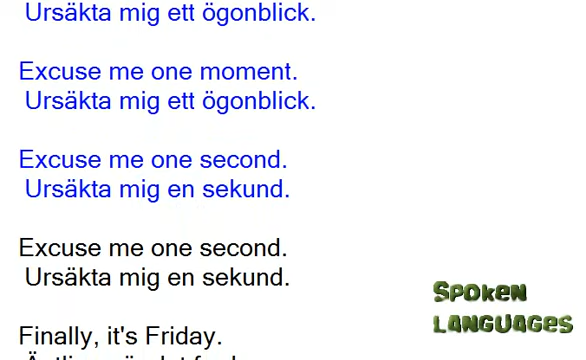 Ursäkta mig ett ögonblick.
Excuse me one moment.
Ursäkta mig ett ögonblick.
Excuse me one second.
Ursäkta mig en sekund.
Excuse me one second.
Ursäkta mig en sekund.
Finally, it's Friday.
Spoken
Languages